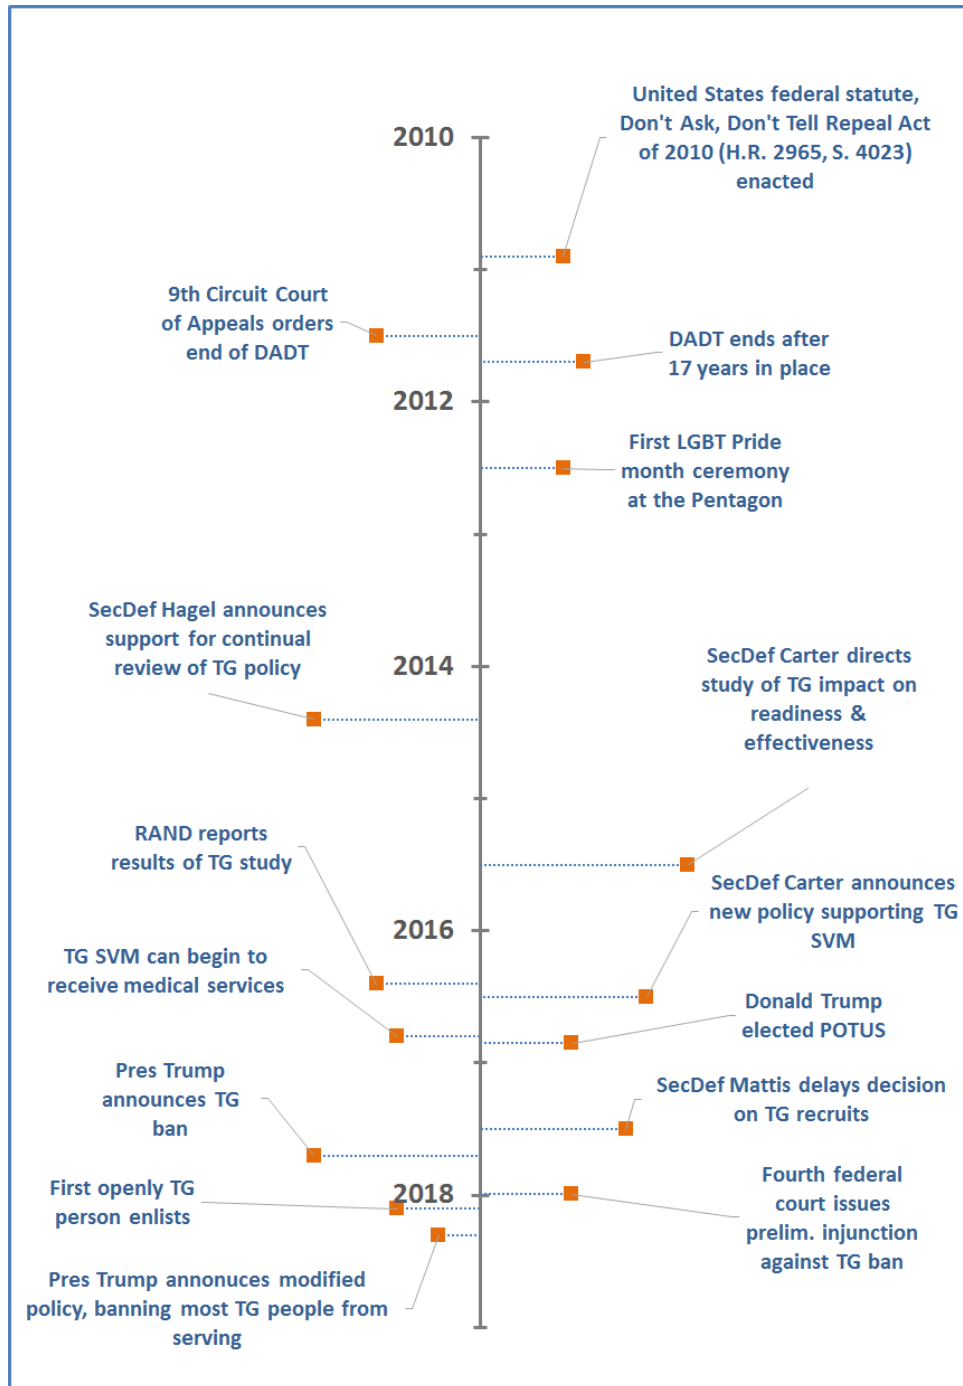 United States federal statute,
Don't Ask, Don't Tell Repeal Act
of 2010 (H.R. 2965, S. 4023)
enacted
2010
9th Circuit Court
of Appeals orders
end of DADT
DADT ends after
17 years in place
2012
First LGBT Pride
month ceremony
at the Pentagon
SecDef Hagel announces
support for continual
review of TG policy
2014
SecDef Carter directs
study of TG impact on
readiness &
effectiveness
RAND reports
results of TG study
SecDef Carter announces
new policy supporting TG
SVM
2016
TG SVM can begin to
receive medical services
Donald Trump
elected POTUS
Pres Trump
announces TG
ban
SecDef Mattis delays decision
on TG recruits
2018
First openly TG
person enlists
Fourth federal
court issues
prelim. injunction
against TG ban
Pres Trump annonuces modified
policy, banning most TG people from
serving